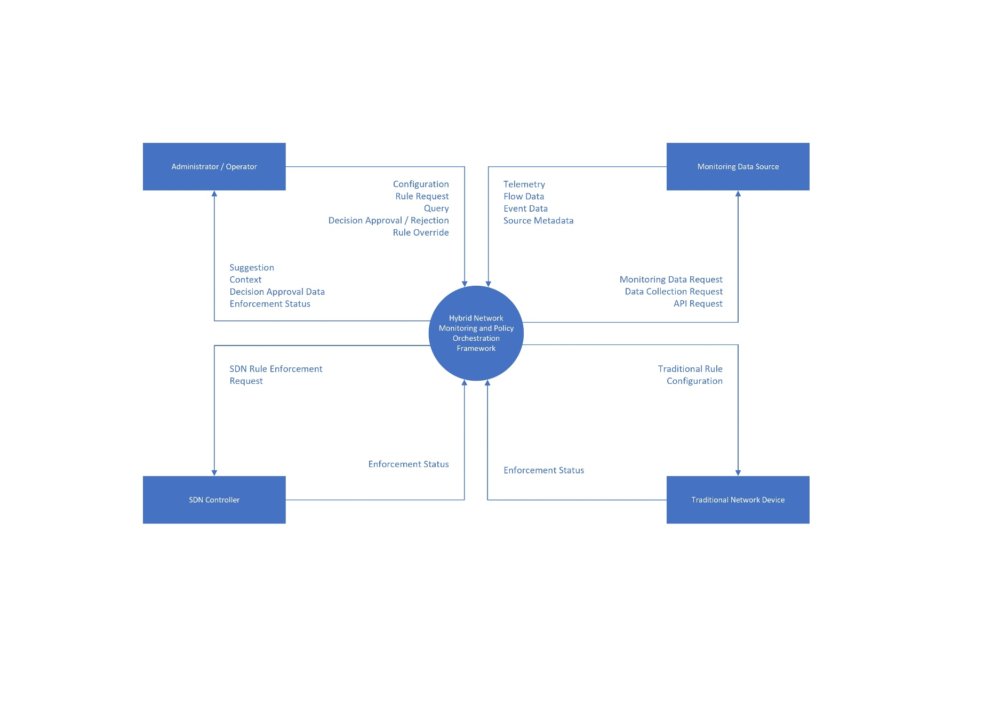 Administrator / Operator
Monitoring Data Source
Configuration
Rule Request
Query
Decision Approval / Rejection
Rule Override
Telemetry
Flow Data
Event Data
Source Metadata
Suggestion
Context
Decision Approval Data
Enforcement Status
Monitoring Data Request
Data Collection Request
API Request
Hybrid Network
Monitoring and Policy
Orchestration
Framework
SDN Rule Enforcement
Request
Traditional Rule
Configuration
Enforcement Status
Enforcement Status
SDN Controller
Traditional Network Device